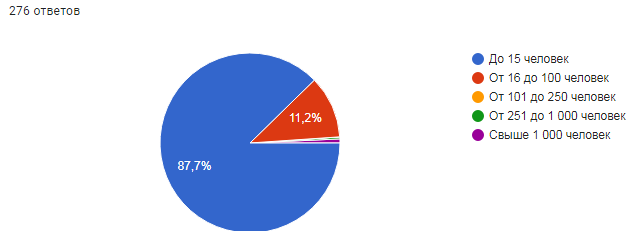 276 ответов
До 15 человек
От 16 до 100 человек
От 101 до 250 человек
От 251 до 1 000 человек
Свыше 1 000 человек
11,2%
87,7%